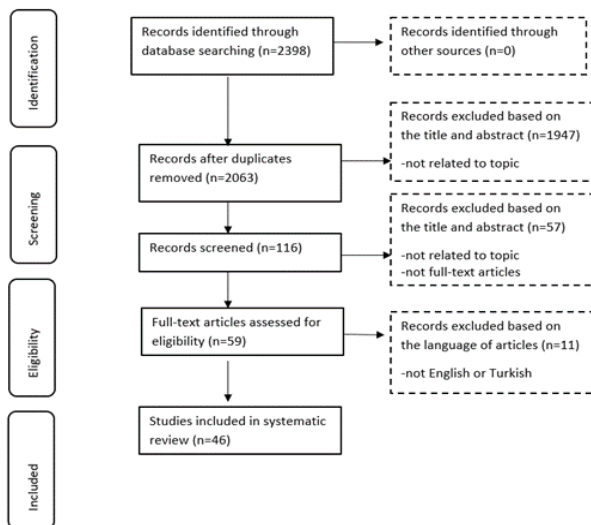 Identification
Records identified through
database searching (n=2398)
Records identified through
other sources (n=0)
Records excluded based on
the title and abstract (n=1947)
-not related to topic
Screening
Records after duplicates
removed (n=2063)
Records excluded based on
the title and abstract (n=57)
-not related to topic
-not full-text articles
Records screened (n=116)
Eligibility
Full-text articles assessed for
eligibility (n=59)
Records excluded based on
the language of articles (n=11)
-not English or Turkish
Included
Studies included in systematic
review (n=46)